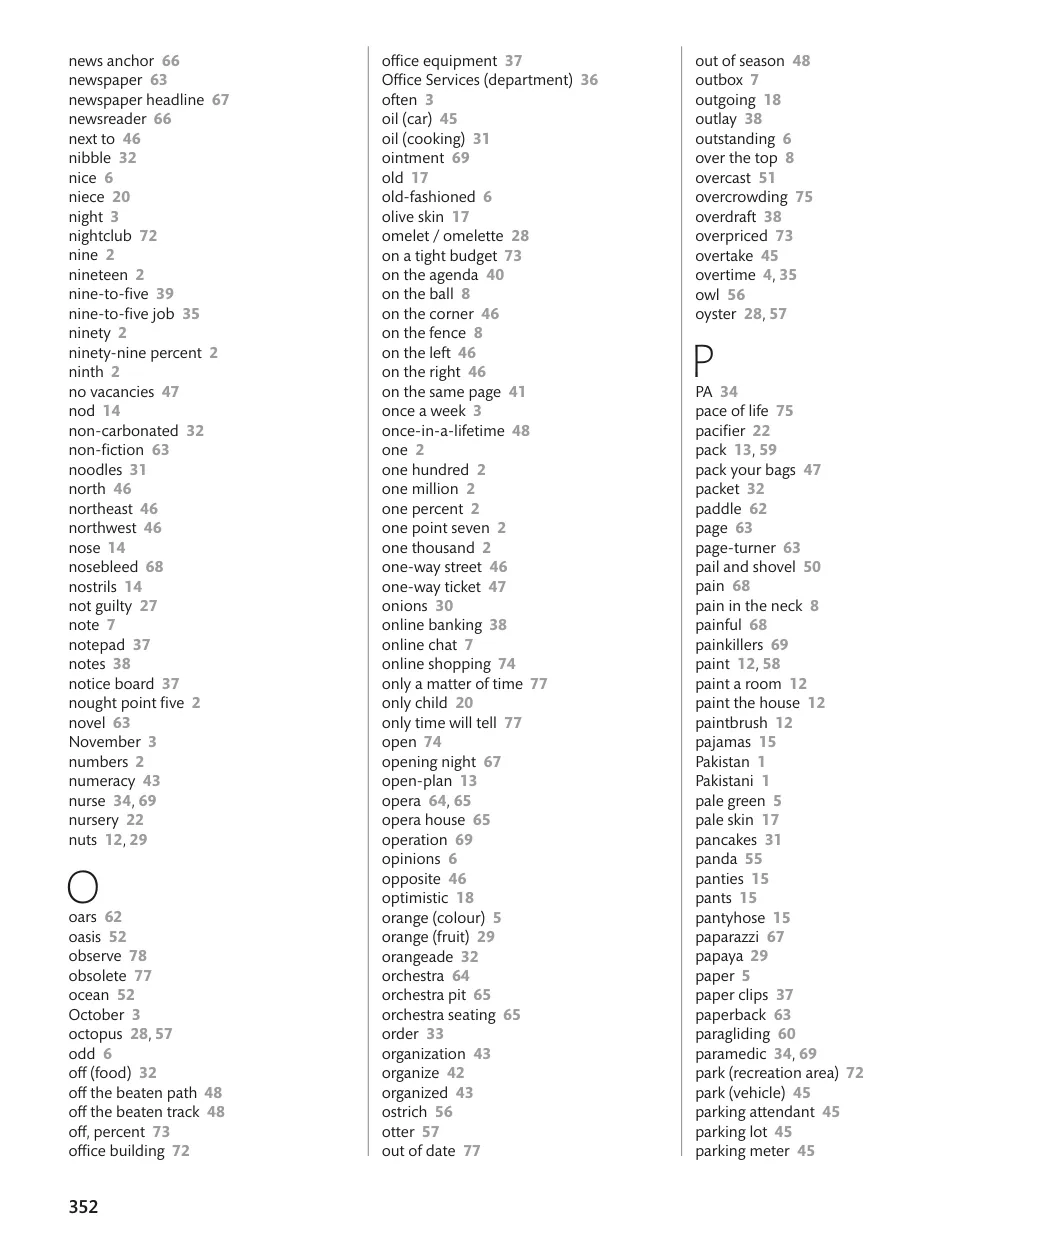 news anchor 66
newspaper 63
newspaper headline 67
newsreader 66
next to 46
nibble 32
nice 6
niece 20
night 3
nightclub 72
nine 2
nineteen 2
nine-to-five 39
nine-to-five job 35
ninety 2
ninety-nine percent 2
ninth 2
no vacancies 47
nod 14
non-carbonated 32
non-fiction 63
noodles 31
north 46
northeast 46
northwest 46
nose 14
nosebleed 68
nostrils 14
not guilty 27
note 7
notepad 37
notes 38
notice board 37
nought point five 2
novel 63
November 3
numbers 2
numeracy 43
nurse 34, 69
nursery 22
nuts 12, 29
O
oars 62
oasis 52
observe 78
obsolete 77
ocean 52
October 3
octopus 28, 57
odd 6
off (food) 32
off the beaten path 48
off the beaten track 48
off, percent 73
office building 72
office equipment 37
Office Services (department) 36
often 3
oil (car) 45
oil (cooking) 31
ointment 69
old 17
old-fashioned 6
olive skin 17
omelet / omelette 28
on a tight budget 73
on the agenda 40
on the ball 8
on the corner 46
on the fence 8
on the left 46
on the right 46
on the same page 41
once a week 3
once-in-a-lifetime 48
one 2
one hundred 2
one million 2
one percent 2
one point seven 2
one thousand 2
one-way street 46
one-way ticket 47
onions 30
online banking 38
online chat 7
online shopping 74
only a matter of time 77
only child 20
only time will tell 77
open 74
opening night 67
open-plan 13
opera 64, 65
opera house 65
operation 69
opinions 6
opposite 46
optimistic 18
orange (colour) 5
orange (fruit) 29
orangeade 32
orchestra 64
orchestra pit 65
orchestra seating 65
order 33
organization 43
organize 42
organized 43
ostrich 56
otter 57
out of date 77
out of season 48
outbox 7
outgoing 18
outlay 38
outstanding 6
over the top 8
overcast 51
overcrowding 75
overdraft 38
overpriced 73
overtake 45
overtime 4, 35
owl 56
oyster 28, 57
P
PA 34
pace of life 75
pacifier 22
pack 13, 59
pack your bags 47
packet 32
paddle 62
page 63
page-turner 63
pail and shovel 50
pain 68
pain in the neck 8
painful 68
painkillers 69
paint 12, 58
paint a room 12
paint the house 12
paintbrush 12
pajamas 15
Pakistan 1
Pakistani 1
pale green 5
pale skin 17
pancakes 31
panda 55
panties 15
pants 15
pantyhose 15
paparazzi 67
papaya 29
paper 5
paper clips 37
paperback 63
paragliding 60
paramedic 34, 69
park (recreation area) 72
park (vehicle) 45
parking attendant 45
parking lot 45
parking meter 45
352